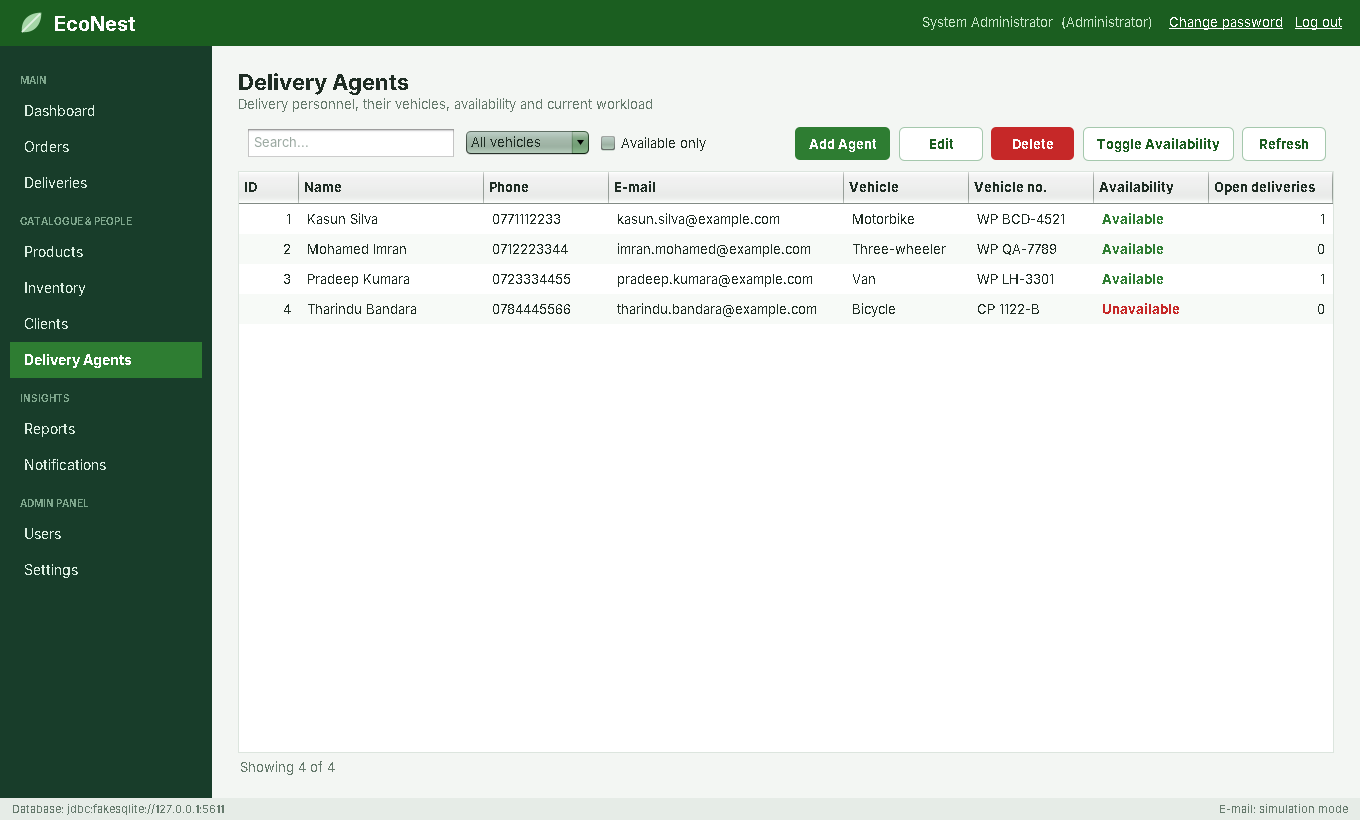 EcoNest
System Administrator (Administrator) Change password Log out
MAIN
Dashboard
Orders
Deliveries
CATALOGUE & PEOPLE
Products
Inventory
Clients
Delivery Agents
INSIGHTS
Reports
Notifications
ADMIN PANEL
Users
Settings
Delivery Agents
Delivery personnel, their vehicles, availability and current workload
Search... All vehicles Available only Add Agent Edit Delete Toggle Availability Refresh
ID Name Phone E-mail Vehicle Vehicle no. Availability Open deliveries
1 Kasun Silva 0771112233 kasun.silva@example.com Motorbike WP BCD-4521 Available 1
2 Mohamed Imran 0712223344 imran.mohamed@example.com Three-wheeler WP QA-7789 Available 0
3 Pradeep Kumara 0723334455 pradeep.kumara@example.com Van WP LH-3301 Available 1
4 Tharindu Bandara 0784445566 tharindu.bandara@example.com Bicycle CP 1122-B Unavailable 0
Showing 4 of 4
Database: jdbc:fakesqlite://127.0.0.1:5611 E-mail: simulation mode